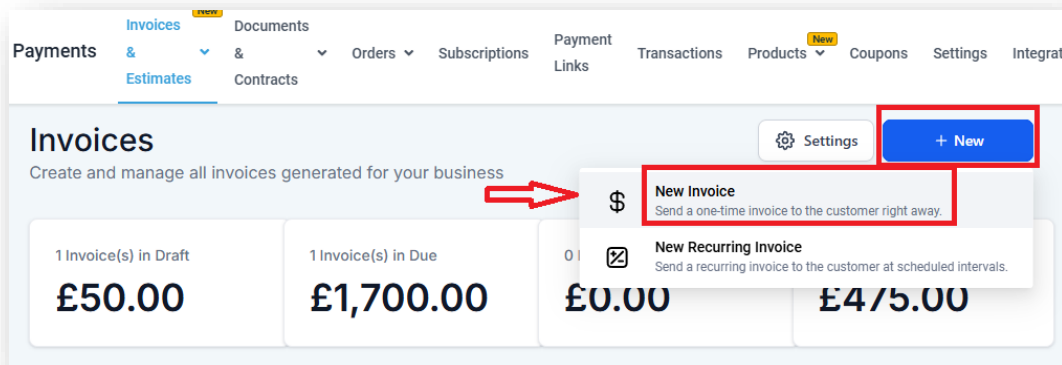 New
Invoices
&
Estimates
Documents
&
Contracts
Payments
Orders
Subscriptions
Payment
Links
Transactions
New
Products
Coupons
Settings
Integrat
Invoices
Settings
+ New
Create and manage all invoices generated for your business
$ New Invoice
Send a one-time invoice to the customer right away.
New Recurring Invoice
Send a recurring invoice to the customer at scheduled intervals.
1 Invoice(s) in Draft
£50.00
1 Invoice(s) in Due
£1,700.00
0
£0.00
£475.00